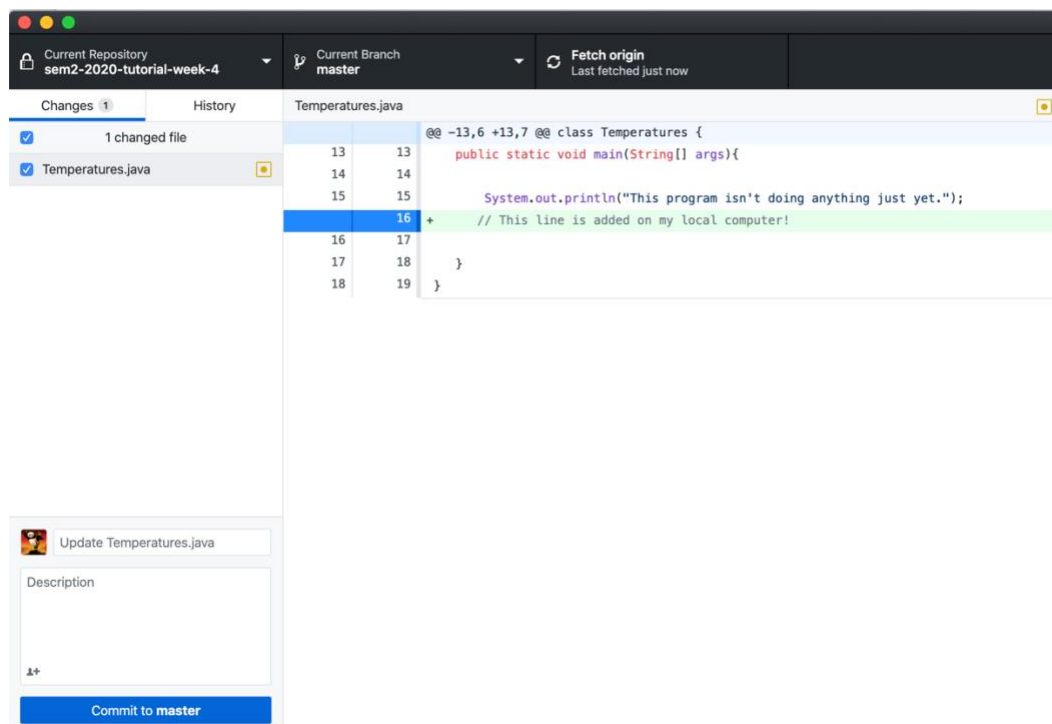 Current Repository
sem2-2020-tutorial-week-4
Current Branch
master
Fetch origin
Last fetched just now
Changes 1
History
Temperatures.java
1 changed file
Temperatures.java
@@ -13,6 +13,7 @@ class Temperatures {
13 13 public static void main(String[] args){
14 14
15 15 System.out.println("This program isn't doing anything just yet.");
16 + // This line is added on my local computer!
16 17
17 18 }
18 19 }
Update Temperatures.java
Description
Commit to master